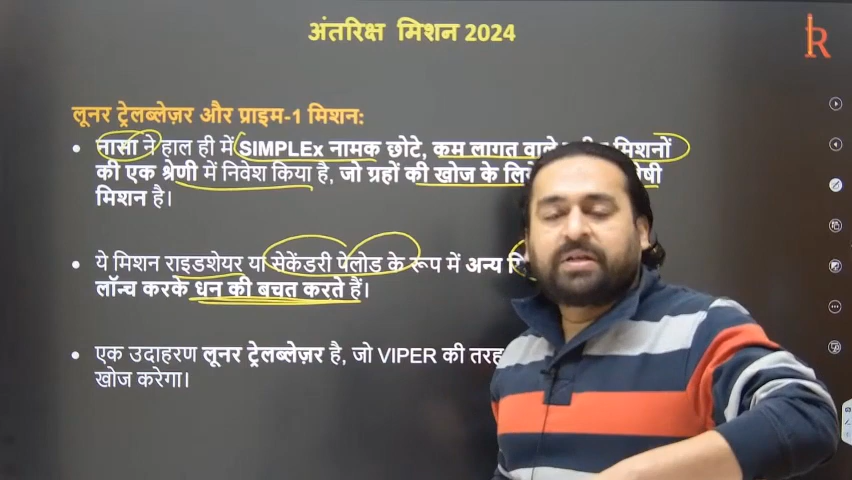 अंतरिक्ष मिशन 2024
R
लूनर ट्रेलब्लेज़र और प्राइम-1 मिशन:
नासा ने हाल ही में SIMPLEx नामक छोटे, कम लागत वाले मिशनों
की एक श्रेणी में निवेश किया है, जो ग्रहों की खोज के
मिशन है।
ये मिशन राइडशेयर या सेकेंडरी पेलोड के रूप में अन्य
लॉन्च करके धन की बचत करते हैं।
एक उदाहरण लूनर ट्रेलब्लेज़र है, जो VIPER की तरह
खोज करेगा।